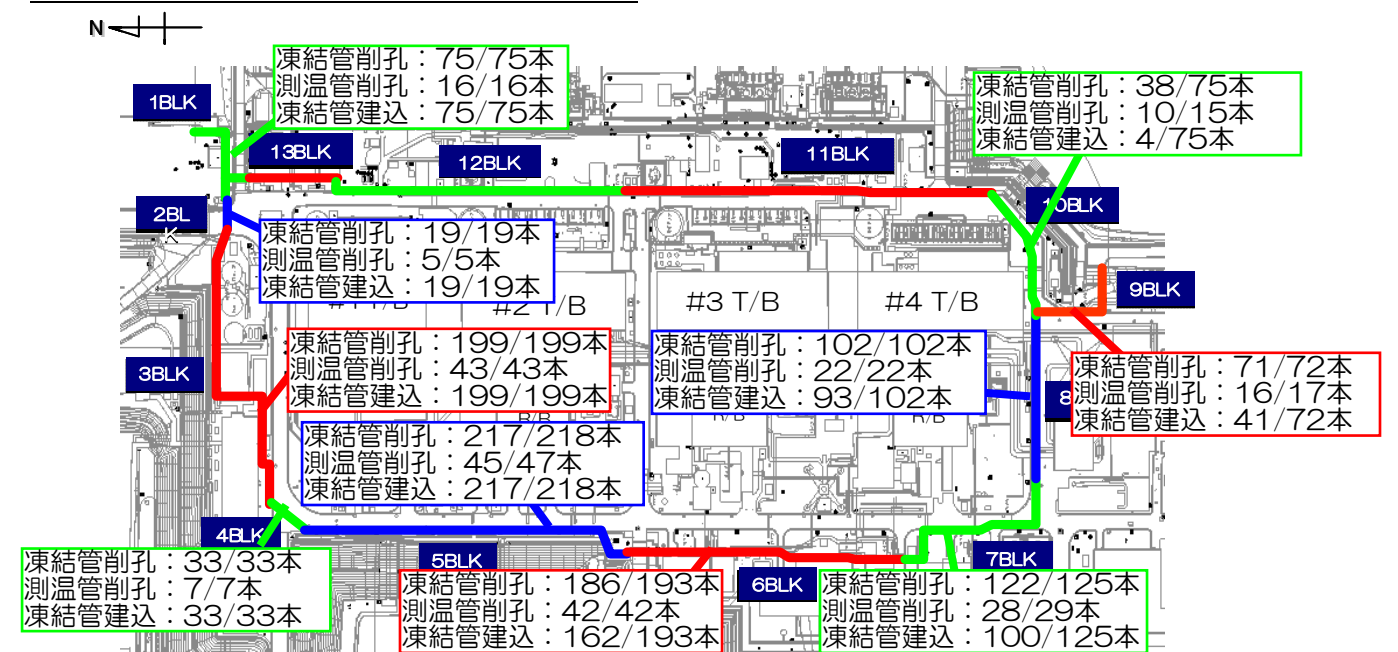 N
凍結管削孔：75/75本
測温管削孔：16/16本
凍結管建込：75/75本
凍結管削孔：38/75本
測温管削孔：10/15本
凍結管建込：4/75本
1BLK
13BLK
12BLK
11BLK
10BLK
2BL
K
凍結管削孔：19/19本
測温管削孔：5/5本
凍結管建込：19/19本
#2 T/B
#3 T/B
#4 T/B
9BLK
凍結管削孔：199/199本
測温管削孔：43/43本
凍結管建込：199/199本
凍結管削孔：102/102本
測温管削孔：22/22本
凍結管建込：93/102本
3BLK
8
凍結管削孔：71/72本
測温管削孔：16/17本
凍結管建込：41/72本
凍結管削孔：217/218本
測温管削孔：45/47本
凍結管建込：217/218本
4BLK
5BLK
6BLK
7BLK
凍結管削孔：33/33本
測温管削孔：7/7本
凍結管建込：33/33本
凍結管削孔：186/193本
測温管削孔：42/42本
凍結管建込：162/193本
凍結管削孔：122/125本
測温管削孔：28/29本
凍結管建込：100/125本